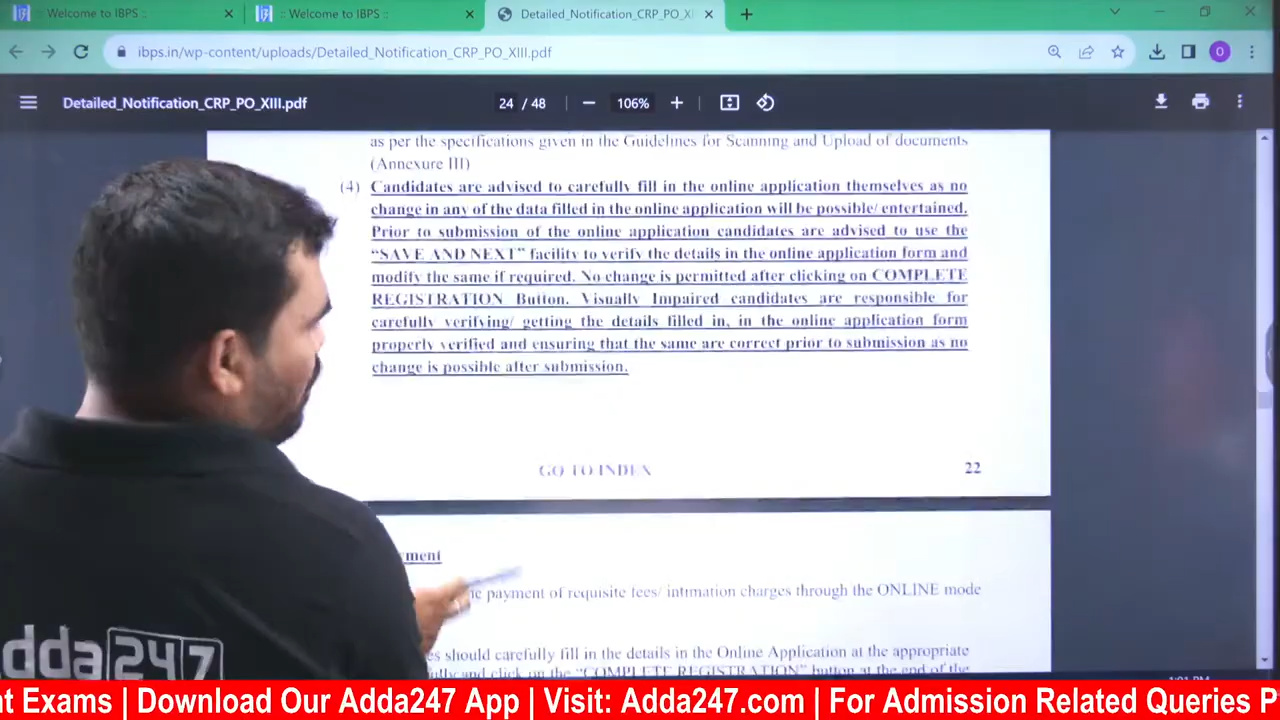 :: Welcome to IBPS ::
:: Welcome to IBPS ::
Detailed_Notification_CRP_PO_XI
ibps.in/wp-content/uploads/Detailed_Notification_CRP_PO_XIII.pdf
O
Detailed_Notification_CRP_PO_XIII.pdf
24 / 48
106%
as per the specifications given in the Guidelines for Scanning and Upload of documents
(Annexure III)
(4) Candidates are advised to carefully fill in the online application themselves as no
change in any of the data filled in the online application will be possible/ entertained.
Prior to submission of the online application candidates are advised to use the
“SAVE AND NEXT” facility to verify the details in the online application form and
modify the same if required. No change is permitted after clicking on COMPLETE
REGISTRATION Button. Visually Impaired candidates are responsible for
carefully verifying/ getting the details filled in, in the online application form
properly verified and ensuring that the same are correct prior to submission as no
change is possible after submission.
GO TO INDEX
22
yment
payment of requisite fees/ intimation charges through the ONLINE mode
es should carefully fill in the details in the Online Application at the appropriate
and click on the “COMPLETE REGISTRATION” button at the end of the
adda247
nt Exams | Download Our Adda247 App | Visit: Adda247.com | For Admission Related Queries P